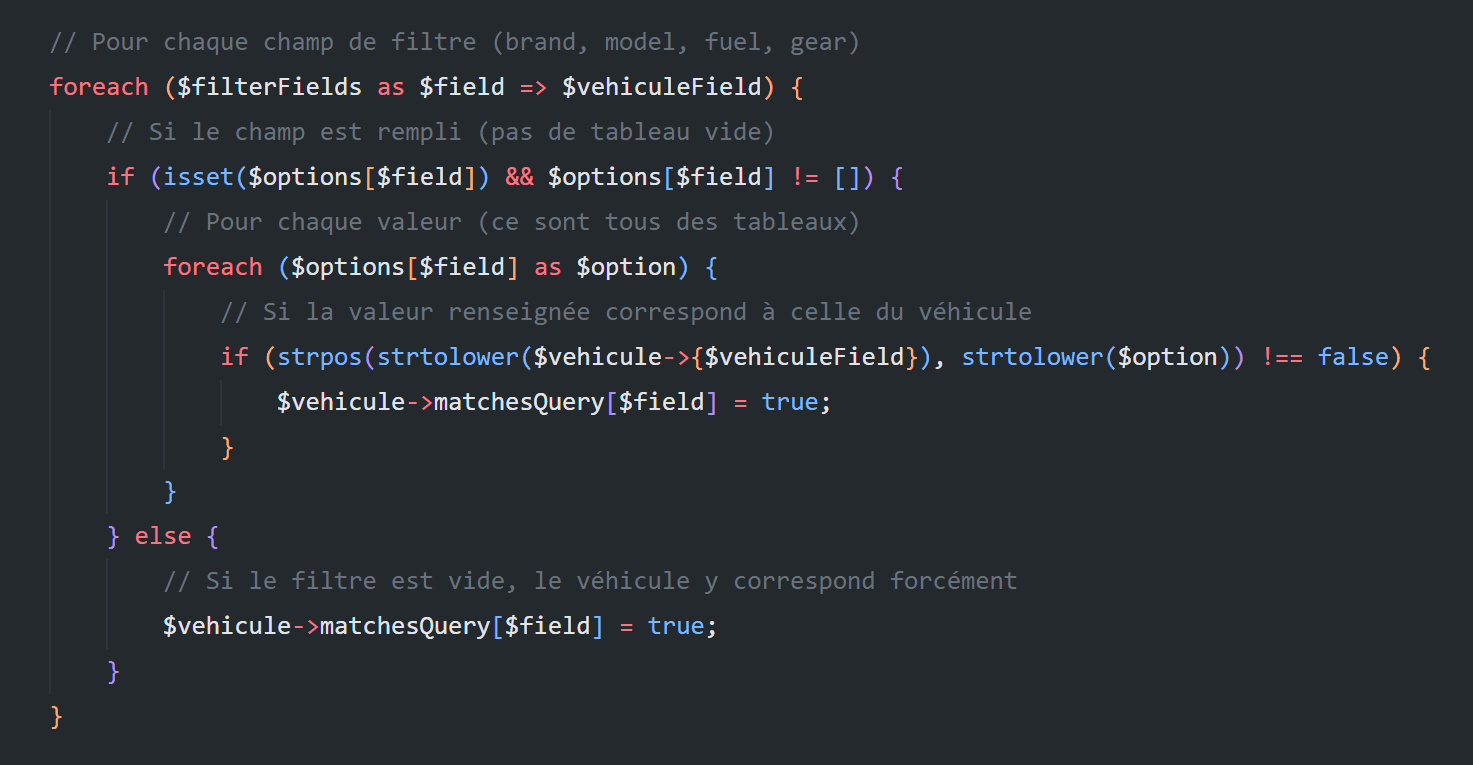 // Pour chaque champ de filtre (brand, model, fuel, gear)
foreach ($filterFields as $field => $vehiculeField) {
    // Si le champ est rempli (pas de tableau vide)
    if (isset($options[$field]) && $options[$field] != []) {
        // Pour chaque valeur (ce sont tous des tableaux)
        foreach ($options[$field] as $option) {
            // Si la valeur renseignée correspond à celle du véhicule
            if (strpos(strtolower($vehicule->{$vehiculeField}), strtolower($option)) !== false) {
                $vehicule->matchesQuery[$field] = true;
            }
        }
    } else {
        // Si le filtre est vide, le véhicule y correspond forcément
        $vehicule->matchesQuery[$field] = true;
    }
}